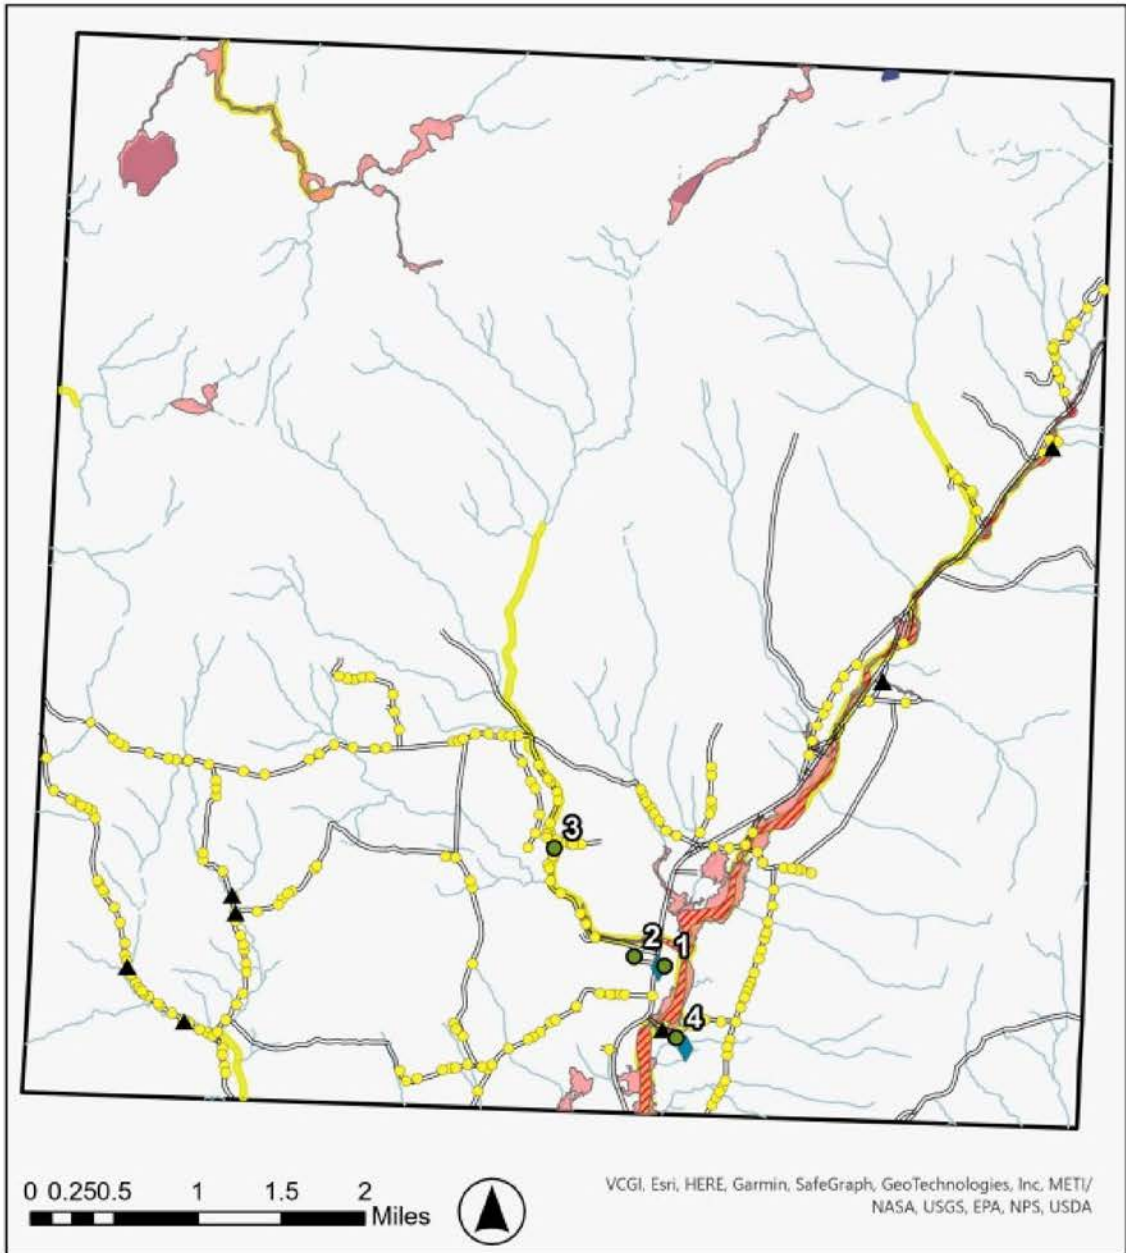 3
2
1
4
0 0.250.5 1 1.5 2
Miles
VCGI, Esri, HERE, Garmin, SafeGraph, GeoTechnologies, Inc, METI/
NASA, USGS, EPA, NPS, USDA